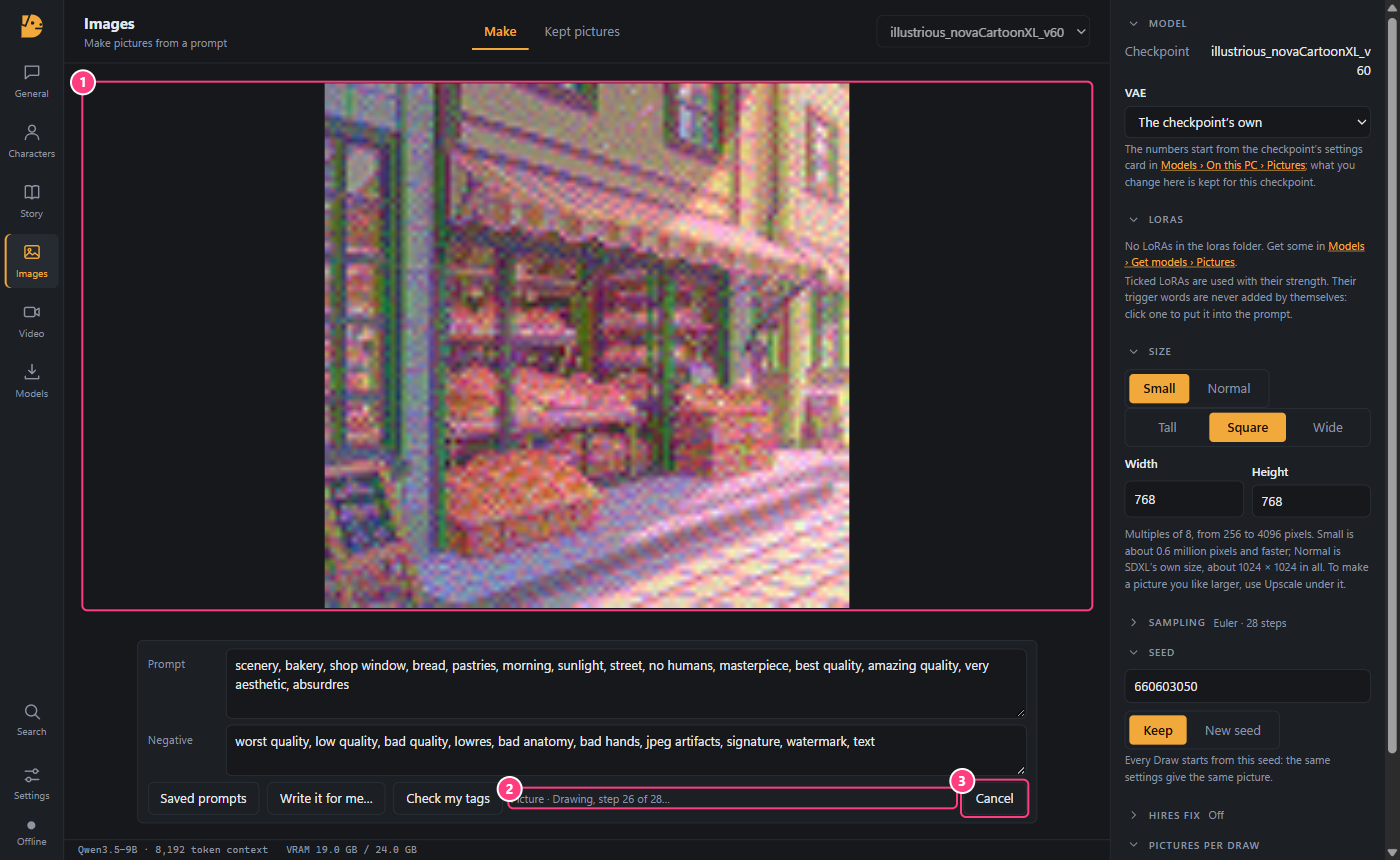 Images
Make pictures from a prompt
Make
Kept pictures
illustrious_novaCartoonXL_v60
General
Characters
Story
Images
Video
Models
Search
Settings
Offline
1
Prompt
scenery, bakery, shop window, bread, pastries, morning, sunlight, street, no humans, masterpiece, best quality, amazing quality, very
aesthetic, absurdres
Negative
worst quality, low quality, bad quality, lowres, bad anatomy, bad hands, jpeg artifacts, signature, watermark, text
Saved prompts
Write it for me...
Check my tags
2
icture · Drawing, step 26 of 28...
3
Cancel
Qwen3.5-9B · 8,192 token context VRAM 19.0 GB / 24.0 GB
MODEL
Checkpoint
illustrious_novaCartoonXL_v
60
VAE
The checkpoint's own
The numbers start from the checkpoint's settings
card in Models › On this PC › Pictures; what you
change here is kept for this checkpoint.
LORAS
No LoRAs in the loras folder. Get some in Models
› Get models › Pictures.
Ticked LoRAs are used with their strength. Their
trigger words are never added by themselves:
click one to put it into the prompt.
SIZE
Small
Normal
Tall
Square
Wide
Width
Height
768
768
Multiples of 8, from 256 to 4096 pixels. Small is
about 0.6 million pixels and faster; Normal is
SDXL's own size, about 1024 × 1024 in all. To make
a picture you like larger, use Upscale under it.
SAMPLING Euler · 28 steps
SEED
660603050
Keep
New seed
Every Draw starts from this seed: the same
settings give the same picture.
HIRES FIX Off
PICTURES PER DRAW